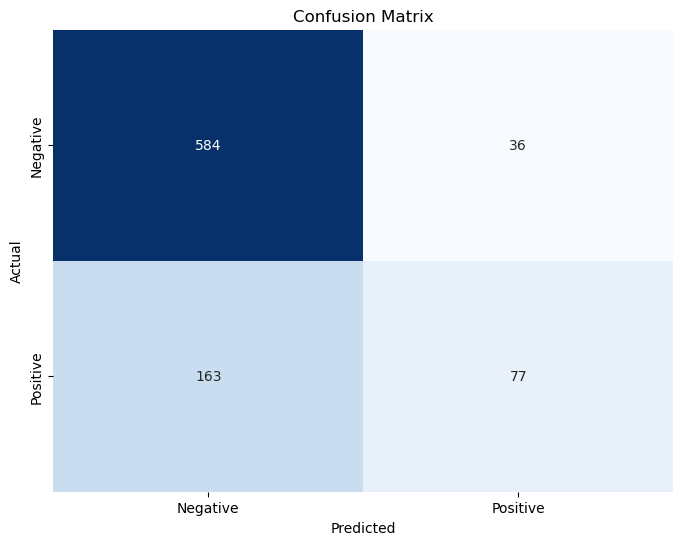 Confusion Matrix
Actual
Negative
584
36
Positive
163
77
Negative
Positive
Predicted